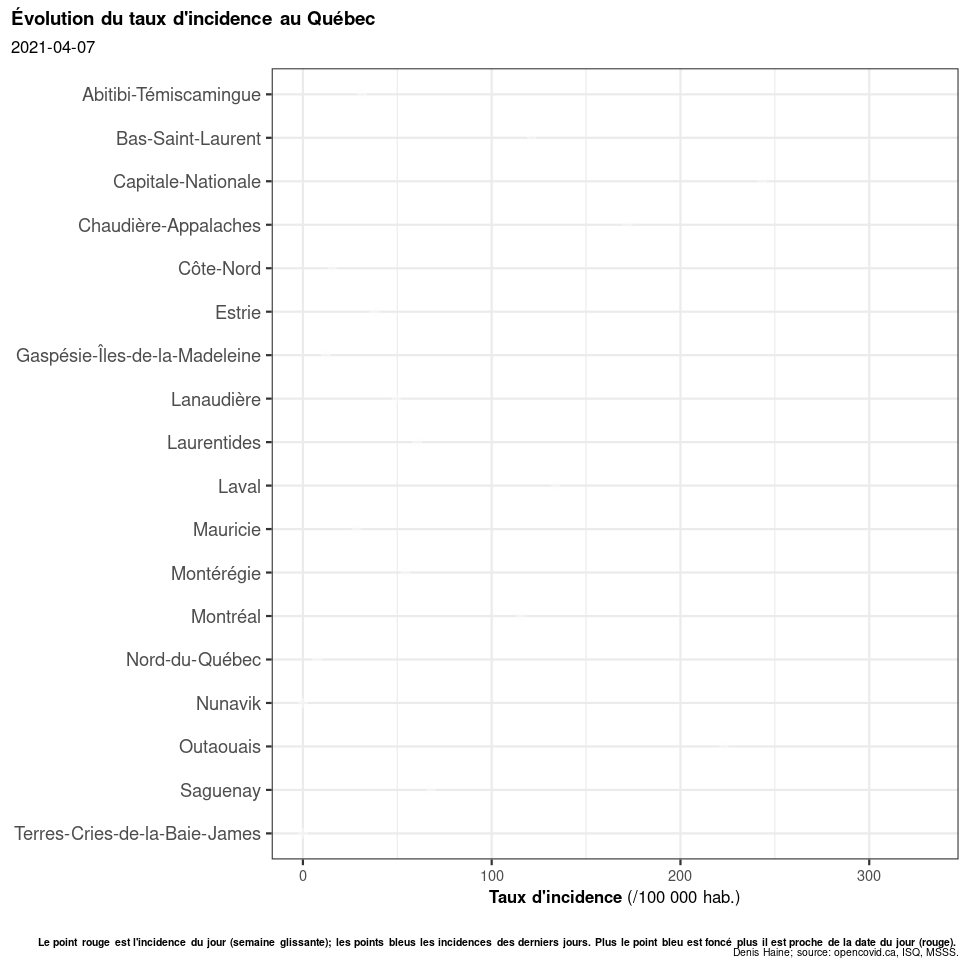 Évolution du taux d'incidence au Québec
2021-04-07
Abitibi-Témiscamingue
Bas-Saint-Laurent
Capitale-Nationale
Chaudière-Appalaches
Côte-Nord
Estrie
Gaspésie-Îles-de-la-Madeleine
Lanaudière
Laurentides
Laval
Mauricie
Montérégie
Montréal
Nord-du-Québec
Nunavik
Outaouais
Saguenay
Terres-Cries-de-la-Baie-James
0 100 200 300
Taux d'incidence (/100 000 hab.)
Le point rouge est l'incidence du jour (semaine glissante); les points bleus les incidences des derniers jours. Plus le point bleu est foncé plus il est proche de la date du jour (rouge).
Denis Haine; source: opencovid.ca, ISQ, MSSS.